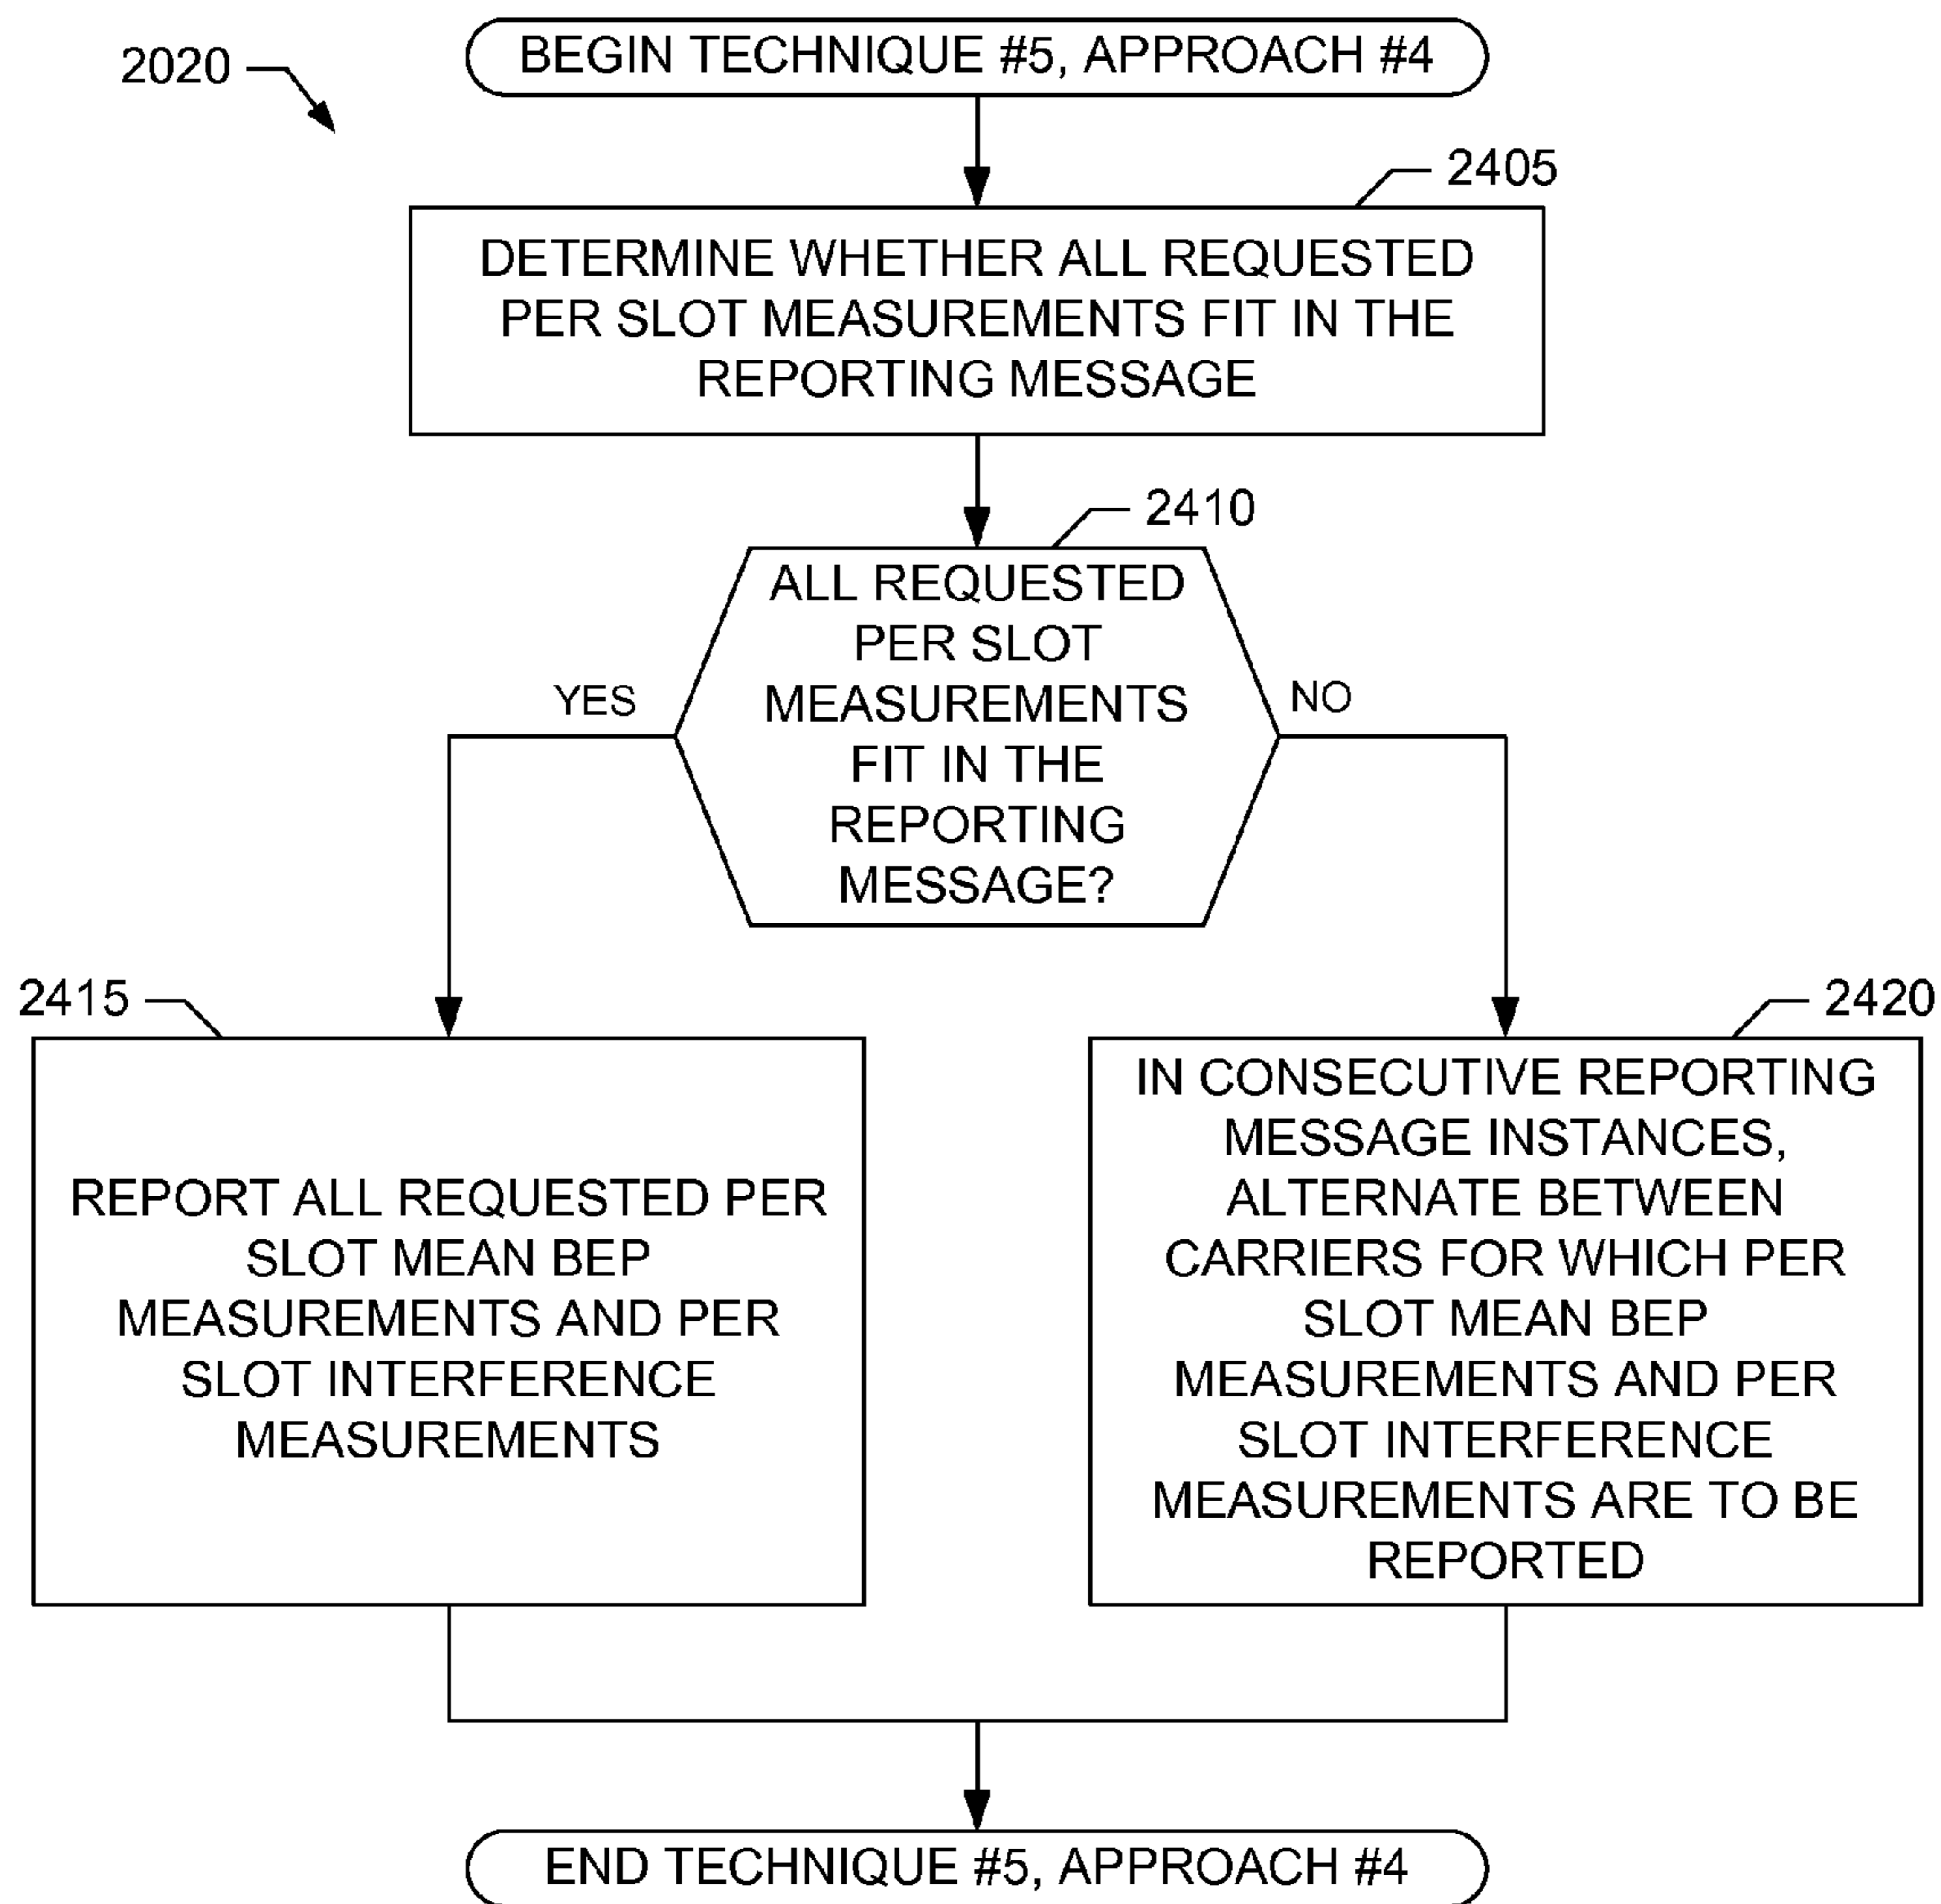 BEGIN TECHNIQUE #5, APPROACH #4
2020
2405
DETERMINE WHETHER ALL REQUESTED
PER SLOT MEASUREMENTS FIT IN THE
REPORTING MESSAGE
2410
ALL REQUESTED
PER SLOT
MEASUREMENTS
FIT IN THE
REPORTING
MESSAGE?
YES
NO
2415
REPORT ALL REQUESTED PER
SLOT MEAN BEP
MEASUREMENTS AND PER
SLOT INTERFERENCE
MEASUREMENTS
2420
IN CONSECUTIVE REPORTING
MESSAGE INSTANCES,
ALTERNATE BETWEEN
CARRIERS FOR WHICH PER
SLOT MEAN BEP
MEASUREMENTS AND PER
SLOT INTERFERENCE
MEASUREMENTS ARE TO BE
REPORTED
END TECHNIQUE #5, APPROACH #4